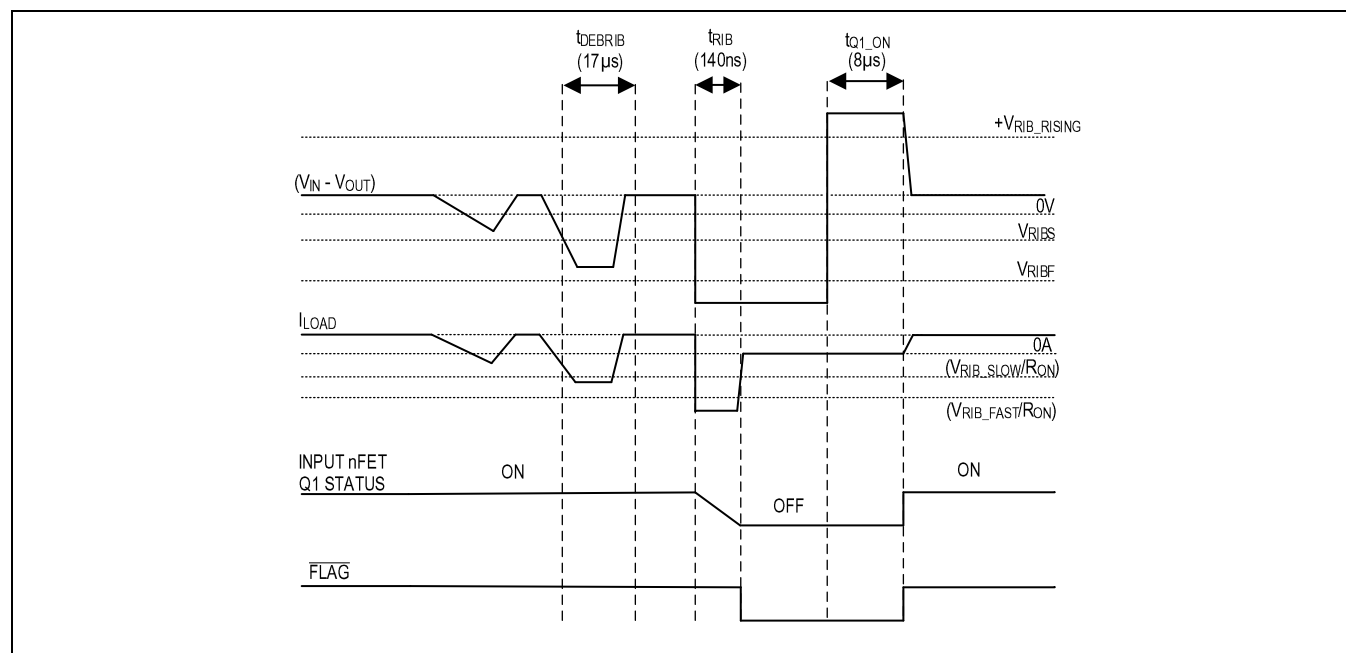 tDEBRIB
(17µs)
tRIB
(140ns)
tQ1_ON
(8µs)
+VRIB_RISING
(VIN - VOUT)
0V
VRIBS
VRIBF
ILOAD
0A
(VRIB_SLOW/RON)
(VRIB_FAST/RON)
INPUT nFET
Q1 STATUS
ON
OFF
ON
FLAG